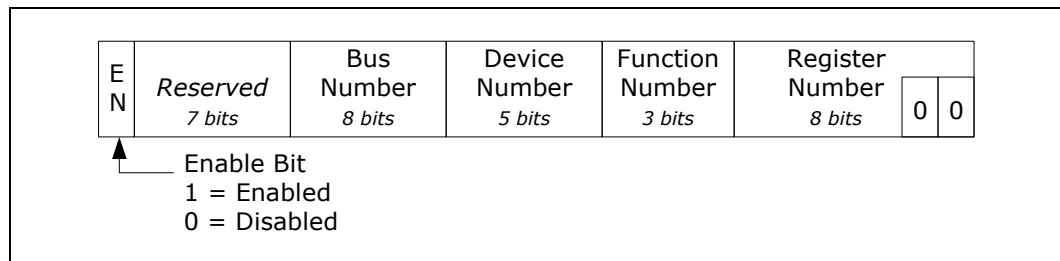 E
N
Reserved
7 bits
Bus
Number
8 bits
Device
Number
5 bits
Function
Number
3 bits
Register
Number
8 bits
0 0
Enable Bit
1 = Enabled
0 = Disabled